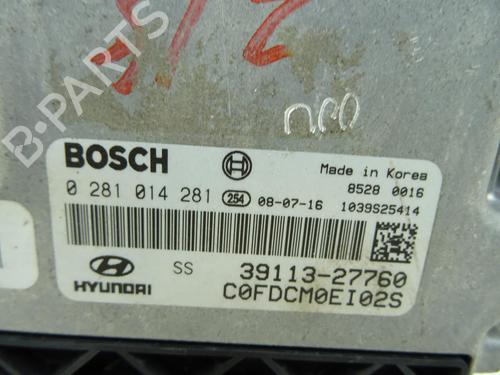 BOSCH
Made in Korea
8528 0016
0 281 014 281 254 08-07-16 1039S25414
HYUNDAI SS 39113-27760
C0FDCM0EI02S
B-PARTS